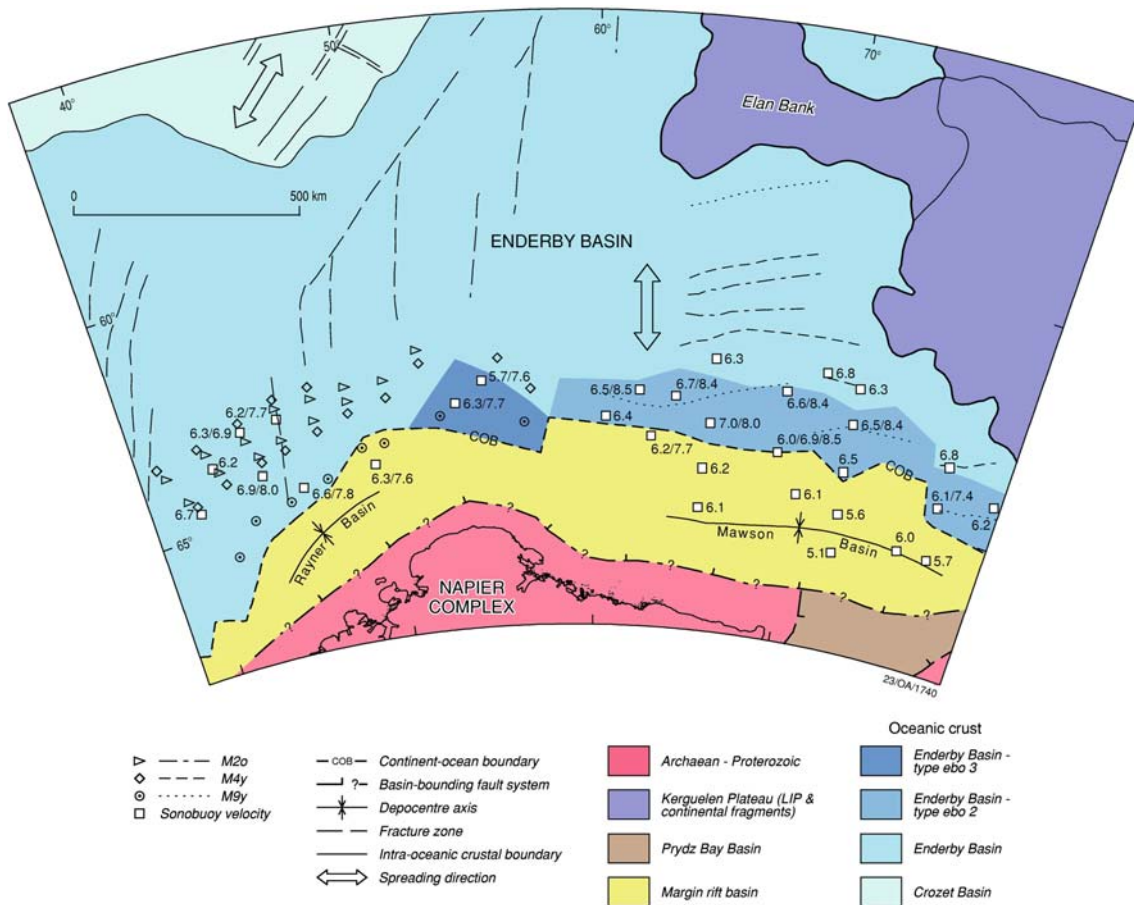 40°
50°
60°
70°
Elan Bank
0
500 km
ENDERBY BASIN
60°
6.3
6.8
6.3
5.7/7.6
6.5/8.5
6.7/8.4
6.6/8.4
6.3/7.7
6.2/7.7
6.4
7.0/8.0
6.5/8.4
6.3/6.9
COB
6.2/7.7
6.0/6.9/8.5
6.2
6.3/7.6
6.2
6.5
COB
6.8
6.9/8.0
6.6/7.8
6.1
6.1
5.6
6.1/7.4
6.7
6.2
65°
Rayner Basin
Mawson Basin
5.1
6.0
5.7
NAPIER
COMPLEX
?
?
?
?
?
?
?
?
?
?
23/OA/1740
M2o
M4y
M9y
Sonobuoy velocity
COB Continent-ocean boundary
? Basin-bounding fault system
Depocentre axis
Fracture zone
Intra-oceanic crustal boundary
Spreading direction
Archaean - Proterozoic
Kerguelen Plateau (LIP &
continental fragments)
Prydz Bay Basin
Margin rift basin
Oceanic crust
Enderby Basin -
type ebo 3
Enderby Basin -
type ebo 2
Enderby Basin
Crozet Basin